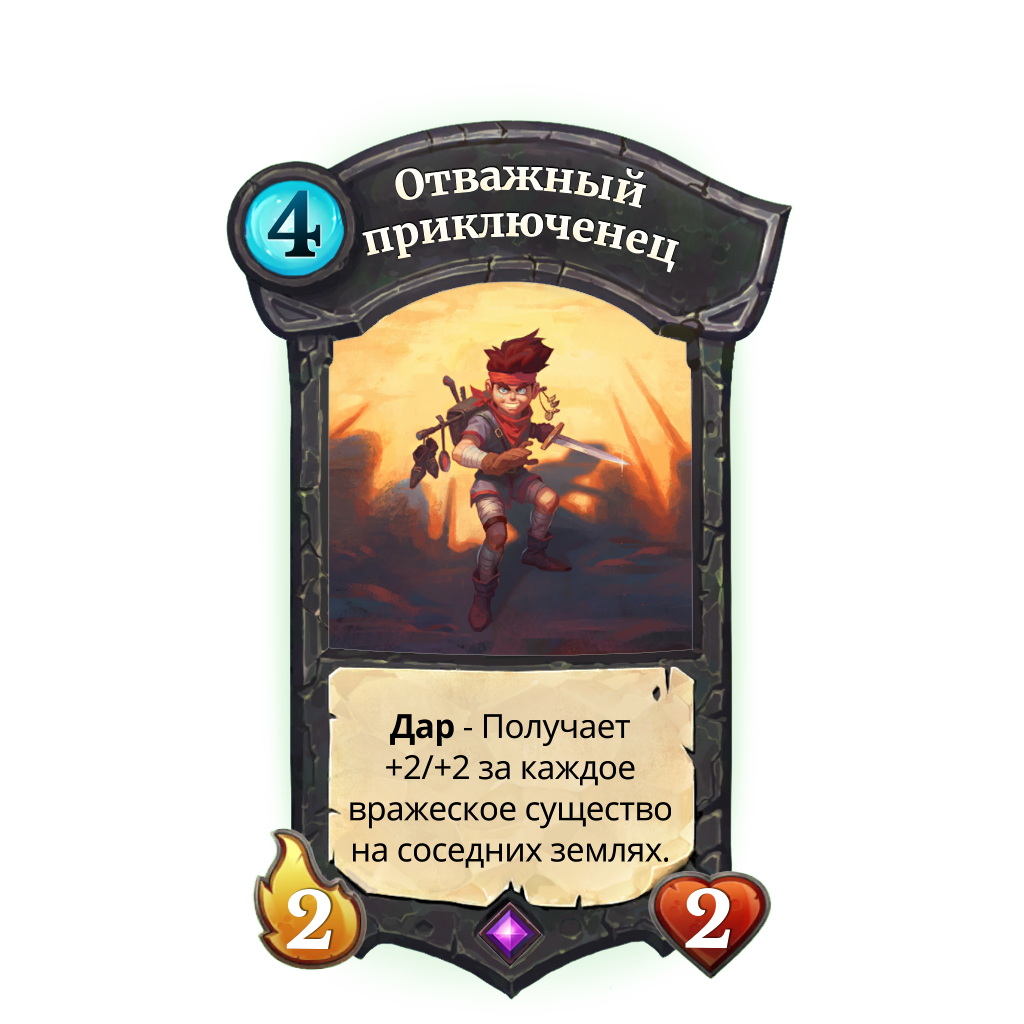 4
Отважный
приключенец
Дар - Получает
+2/+2 за каждое
вражеское существо
на соседних землях.
2
2